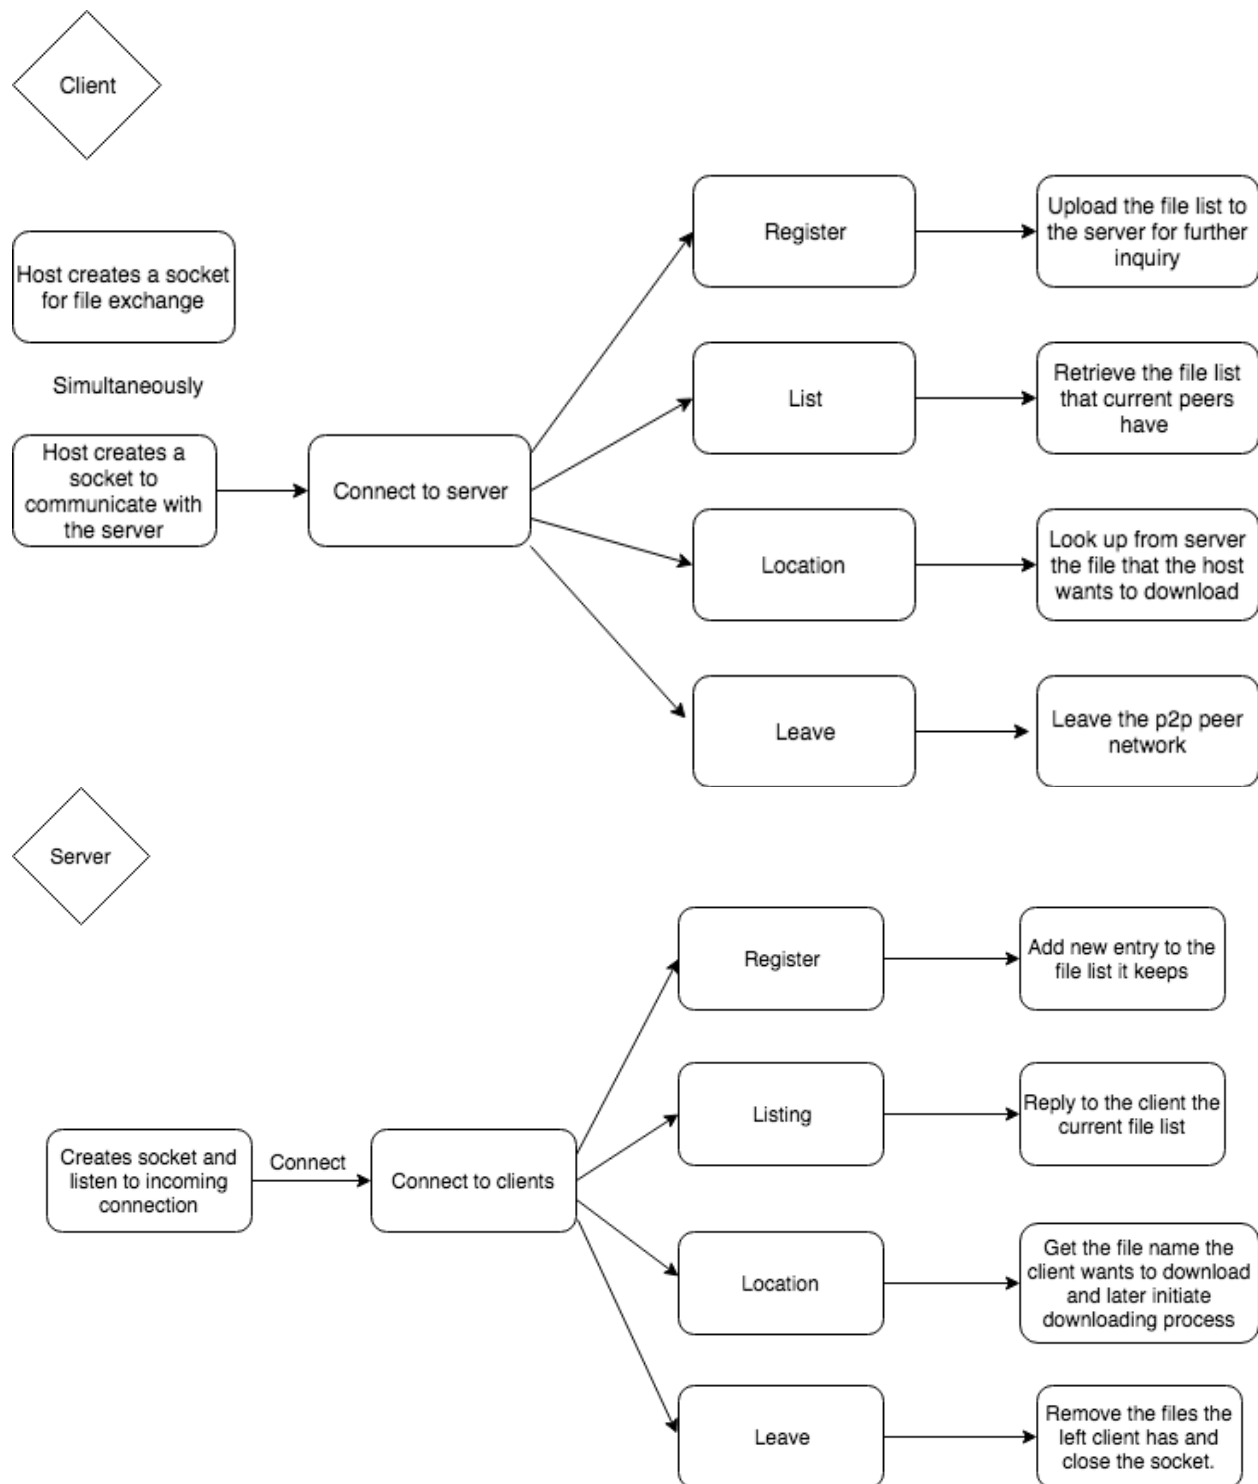 Client
Host creates a socket
for file exchange
Simultaneously
Host creates a
socket to
communicate with
the server
Connect to server
Register
Upload the file list to
the server for further
inquiry
List
Retrieve the file list
that current peers
have
Location
Look up from server
the file that the host
wants to download
Leave
Leave the p2p peer
network
Server
Creates socket and
listen to incoming
connection
Connect
Connect to clients
Register
Add new entry to the
file list it keeps
Listing
Reply to the client the
current file list
Location
Get the file name the
client wants to download
and later initiate
downloading process
Leave
Remove the files the
left client has and
close the socket.